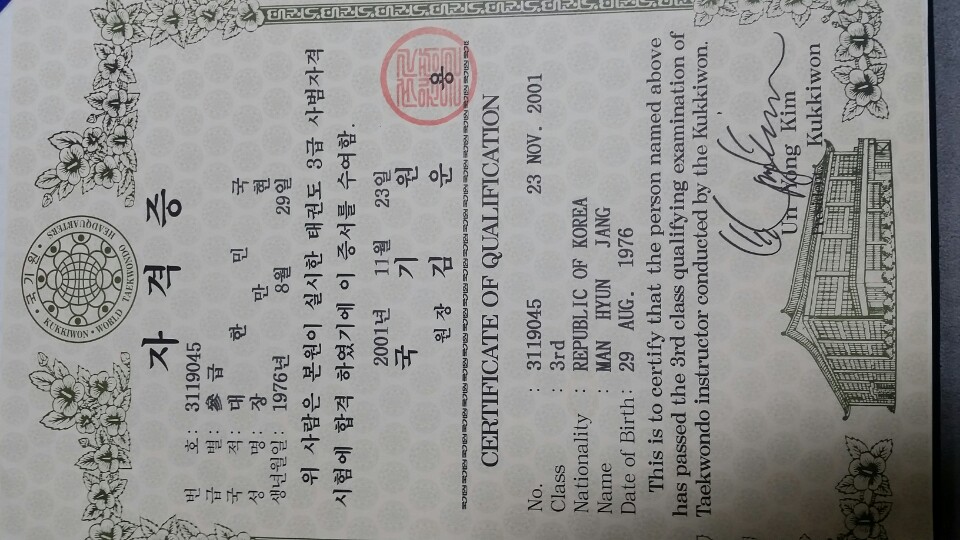 국기원
KUKKIWON · WORLD TAEKWONDO HEADQUARTERS
자격증
번 호: 3119045
급 별: 參 급
국 적: 대 한 민 국
성 명: 장 만 현
생년월일: 1976년 8월 29일
위 사람은 본원이 실시한 태권도 3급 사범자격
시험에 합격 하였기에 이 증서를 수여함.
2001년 11월 23일
국 기 원
원장 김 운 용
CERTIFICATE OF QUALIFICATION
No. : 3119045 23 NOV. 2001
Class : 3rd
Nationality : REPUBLIC OF KOREA
Name : MAN HYUN JANG
Date of Birth : 29 AUG. 1976
This is to certify that the person named above
has passed the 3rd class qualifying examination of
Taekwondo instructor conducted by the Kukkiwon.
Un Yong Kim
President Kukkiwon